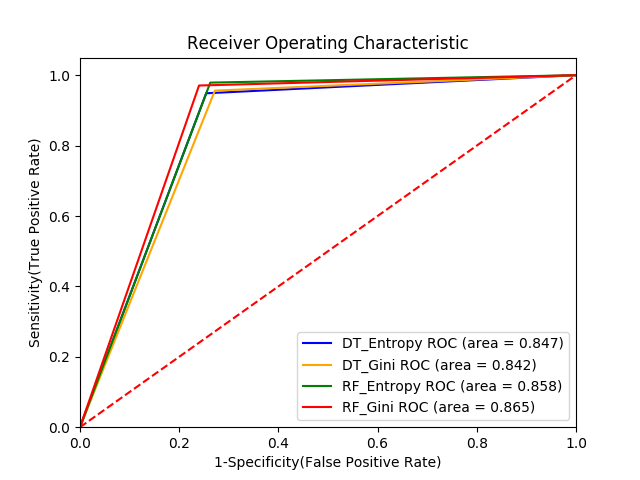 Receiver Operating Characteristic
Sensitivity(True Positive Rate)
1.0
0.8
0.6
0.4
0.2
0.0
DT_Entropy ROC (area = 0.847)
DT_Gini ROC (area = 0.842)
RF_Entropy ROC (area = 0.858)
RF_Gini ROC (area = 0.865)
0.0 0.2 0.4 0.6 0.8 1.0
1-Specificity(False Positive Rate)